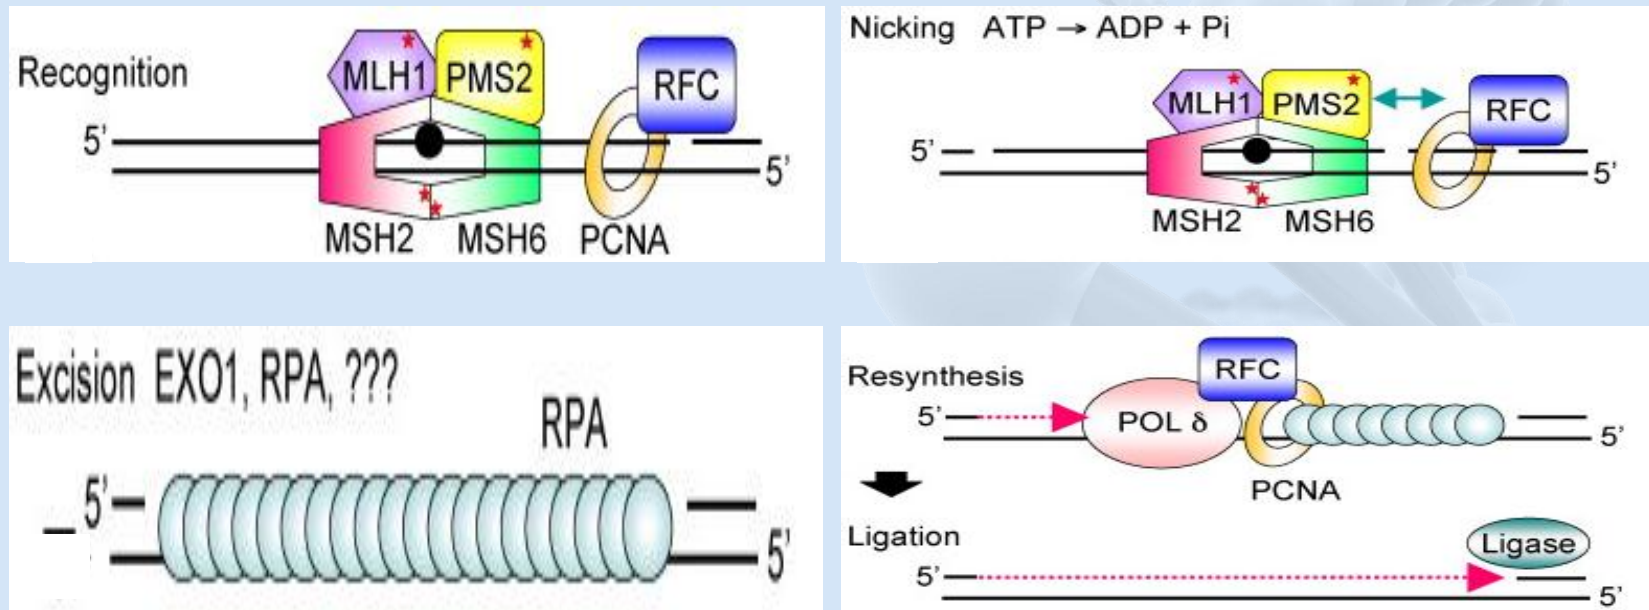 Recognition
MLH1 PMS2 RFC
5'
5'
MSH2 MSH6 PCNA
Nicking ATP → ADP + Pi
MLH1 PMS2 RFC
5'
5'
MSH2 MSH6
Excision EXO1, RPA, ???
RPA
5'
5'
Resynthesis
RFC
5'
POL δ
5'
PCNA
Ligation
Ligase
5'
5'